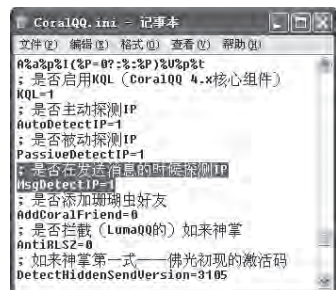 CoralQQ.ini - 记事本
文件(F) 编辑(E) 格式(O) 查看(V) 帮助(H)
A%a%p%I(%P=0?:%:%P)%V%p%t
; 是否启用KQL（CoralQQ 4.x核心组件）
KQL=1
; 是否主动探测IP
AutoDetectIP=1
; 是否被动探测IP
PassiveDetectIP=1
; 是否在发送消息的时候探测IP
MsgDetectIP=1
; 是否添加珊瑚虫好友
AddCoralFriend=0
; 是否拦截（LumaQQ的）如来神掌
AntiRLSZ=0
; 如来神掌第一式——佛光初现的激活码
DetectHiddenSendVersion=3105